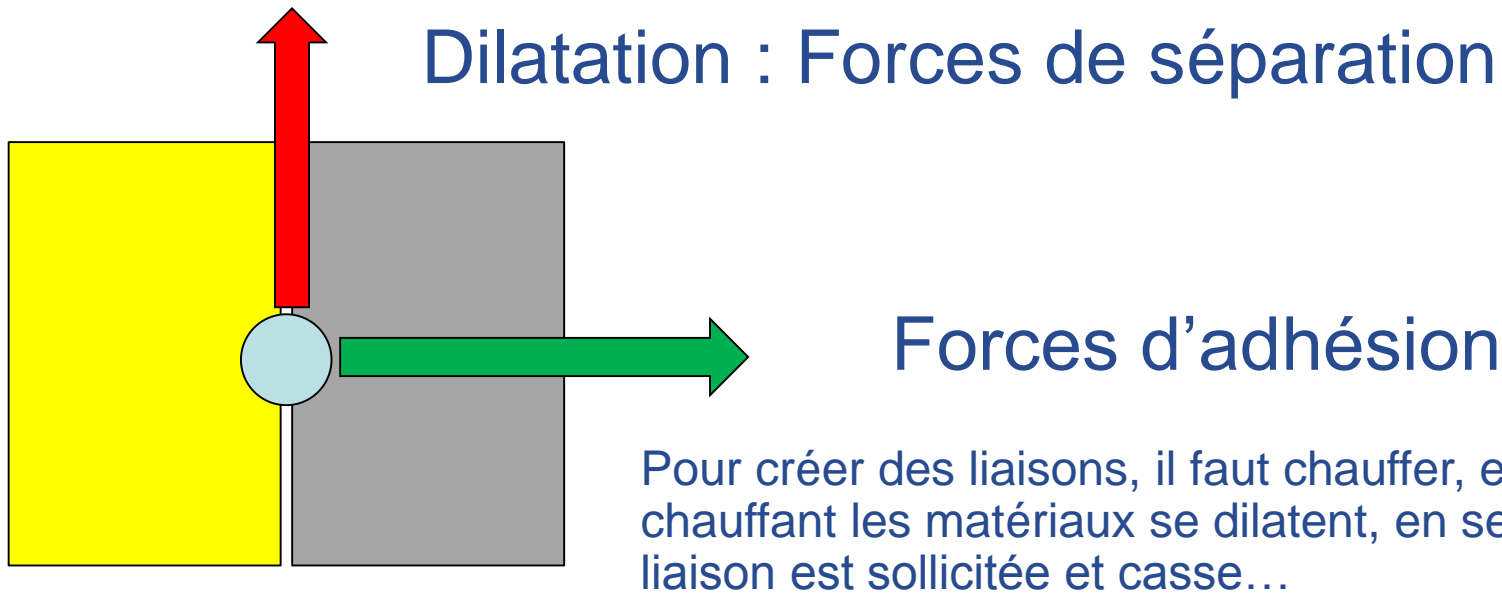 Dilatation : Forces de séparation
Forces d’adhésion
Pour créer des liaisons, il faut chauffer, e
chauffant les matériaux se dilatent, en se
liaison est sollicitée et casse…